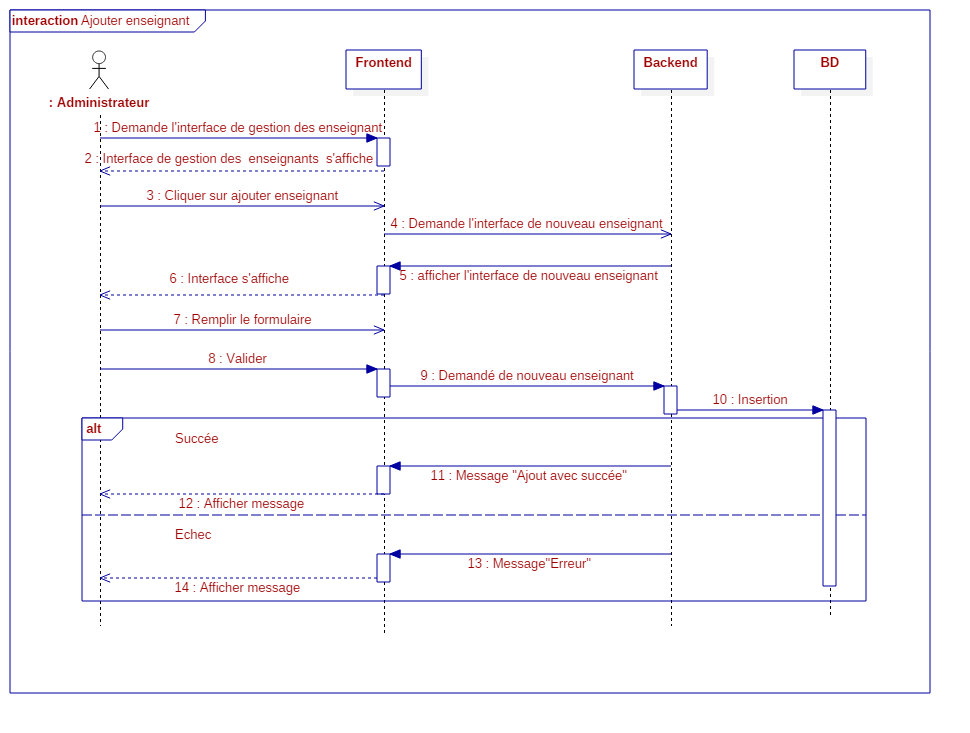 interaction Ajouter enseignant
: Administrateur
Frontend
Backend
BD
1 : Demande l'interface de gestion des enseignant
2 : Interface de gestion des enseignants s'affiche
3 : Cliquer sur ajouter enseignant
4 : Demande l'interface de nouveau enseignant
5 : afficher l'interface de nouveau enseignant
6 : Interface s'affiche
7 : Remplir le formulaire
8 : Valider
9 : Demandé de nouveau enseignant
10 : Insertion
alt
Succée
11 : Message "Ajout avec succée"
12 : Afficher message
Echec
13 : Message"Erreur"
14 : Afficher message